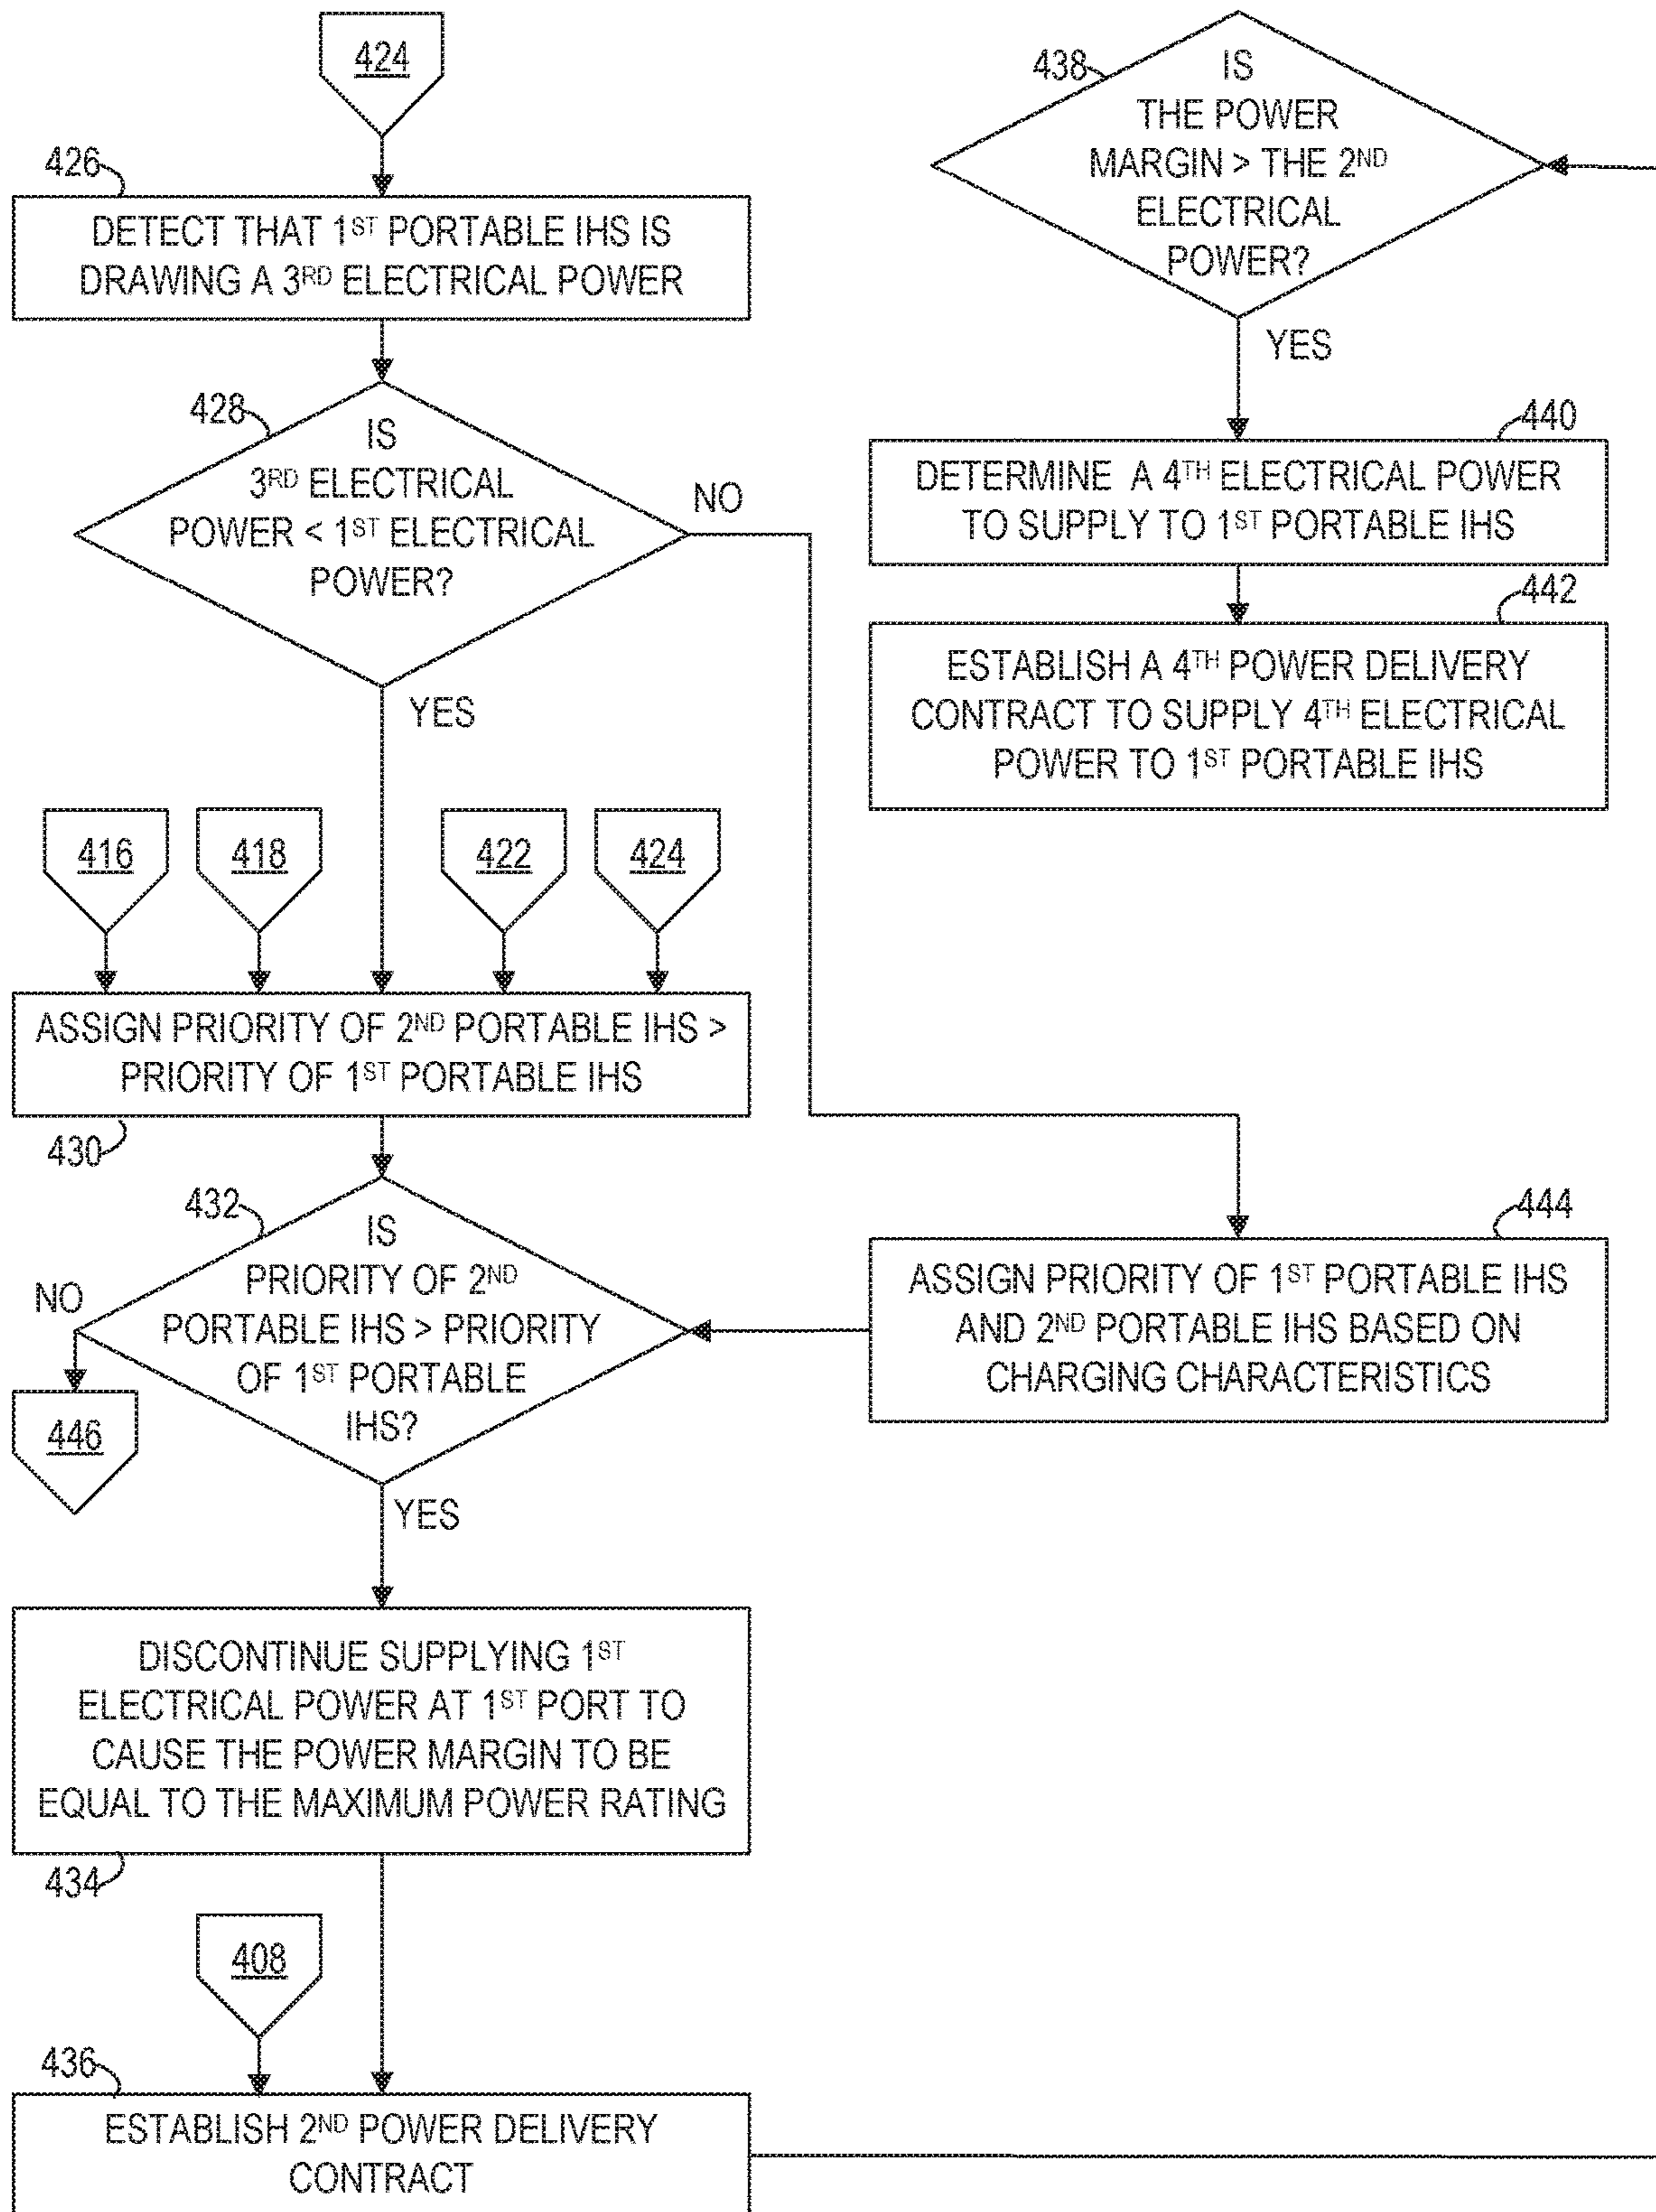 424
426
DETECT THAT 1ST PORTABLE IHS IS
DRAWING A 3RD ELECTRICAL POWER
428
IS
3RD ELECTRICAL
POWER < 1ST ELECTRICAL
POWER?
NO
YES
416
418
422
424
ASSIGN PRIORITY OF 2ND PORTABLE IHS >
PRIORITY OF 1ST PORTABLE IHS
430
432
IS
PRIORITY OF 2ND
PORTABLE IHS > PRIORITY
OF 1ST PORTABLE
IHS?
NO
446
YES
DISCONTINUE SUPPLYING 1ST
ELECTRICAL POWER AT 1ST PORT TO
CAUSE THE POWER MARGIN TO BE
EQUAL TO THE MAXIMUM POWER RATING
434
408
436
ESTABLISH 2ND POWER DELIVERY
CONTRACT
438
IS
THE POWER
MARGIN > THE 2ND
ELECTRICAL
POWER?
YES
440
DETERMINE A 4TH ELECTRICAL POWER
TO SUPPLY TO 1ST PORTABLE IHS
442
ESTABLISH A 4TH POWER DELIVERY
CONTRACT TO SUPPLY 4TH ELECTRICAL
POWER TO 1ST PORTABLE IHS
444
ASSIGN PRIORITY OF 1ST PORTABLE IHS
AND 2ND PORTABLE IHS BASED ON
CHARGING CHARACTERISTICS